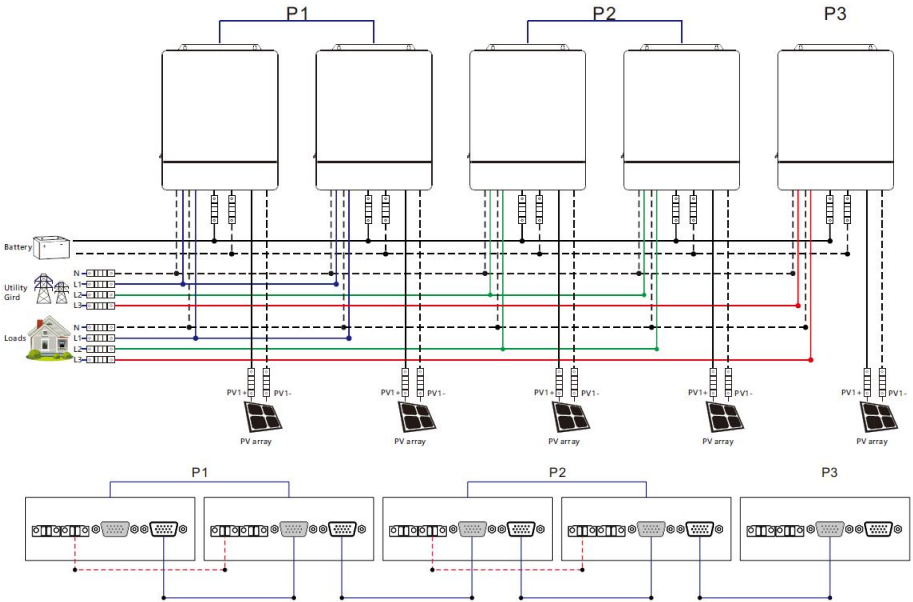 P1 P2 P3
Battery
N
L1
Utility
Gird
L2
L3
N
Loads
L1
L2
L3
PV1+ PV1- PV1+ PV1- PV1+ PV1- PV1+ PV1- PV1+ PV1-
PV array PV array PV array PV array PV array
P1 P2 P3